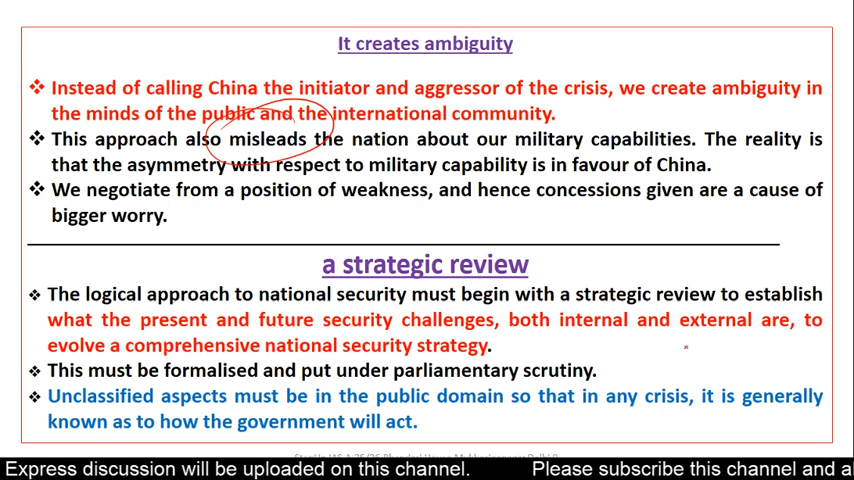 It creates ambiguity
❖ Instead of calling China the initiator and aggressor of the crisis, we create ambiguity in
the minds of the public and the international community.
❖ This approach also misleads the nation about our military capabilities. The reality is
that the asymmetry with respect to military capability is in favour of China.
❖ We negotiate from a position of weakness, and hence concessions given are a cause of
bigger worry.
a strategic review
❖ The logical approach to national security must begin with a strategic review to establish
what the present and future security challenges, both internal and external are, to
evolve a comprehensive national security strategy.
❖ This must be formalised and put under parliamentary scrutiny.
❖ Unclassified aspects must be in the public domain so that in any crisis, it is generally
known as to how the government will act.
Express discussion will be uploaded on this channel. Please subscribe this channel and al